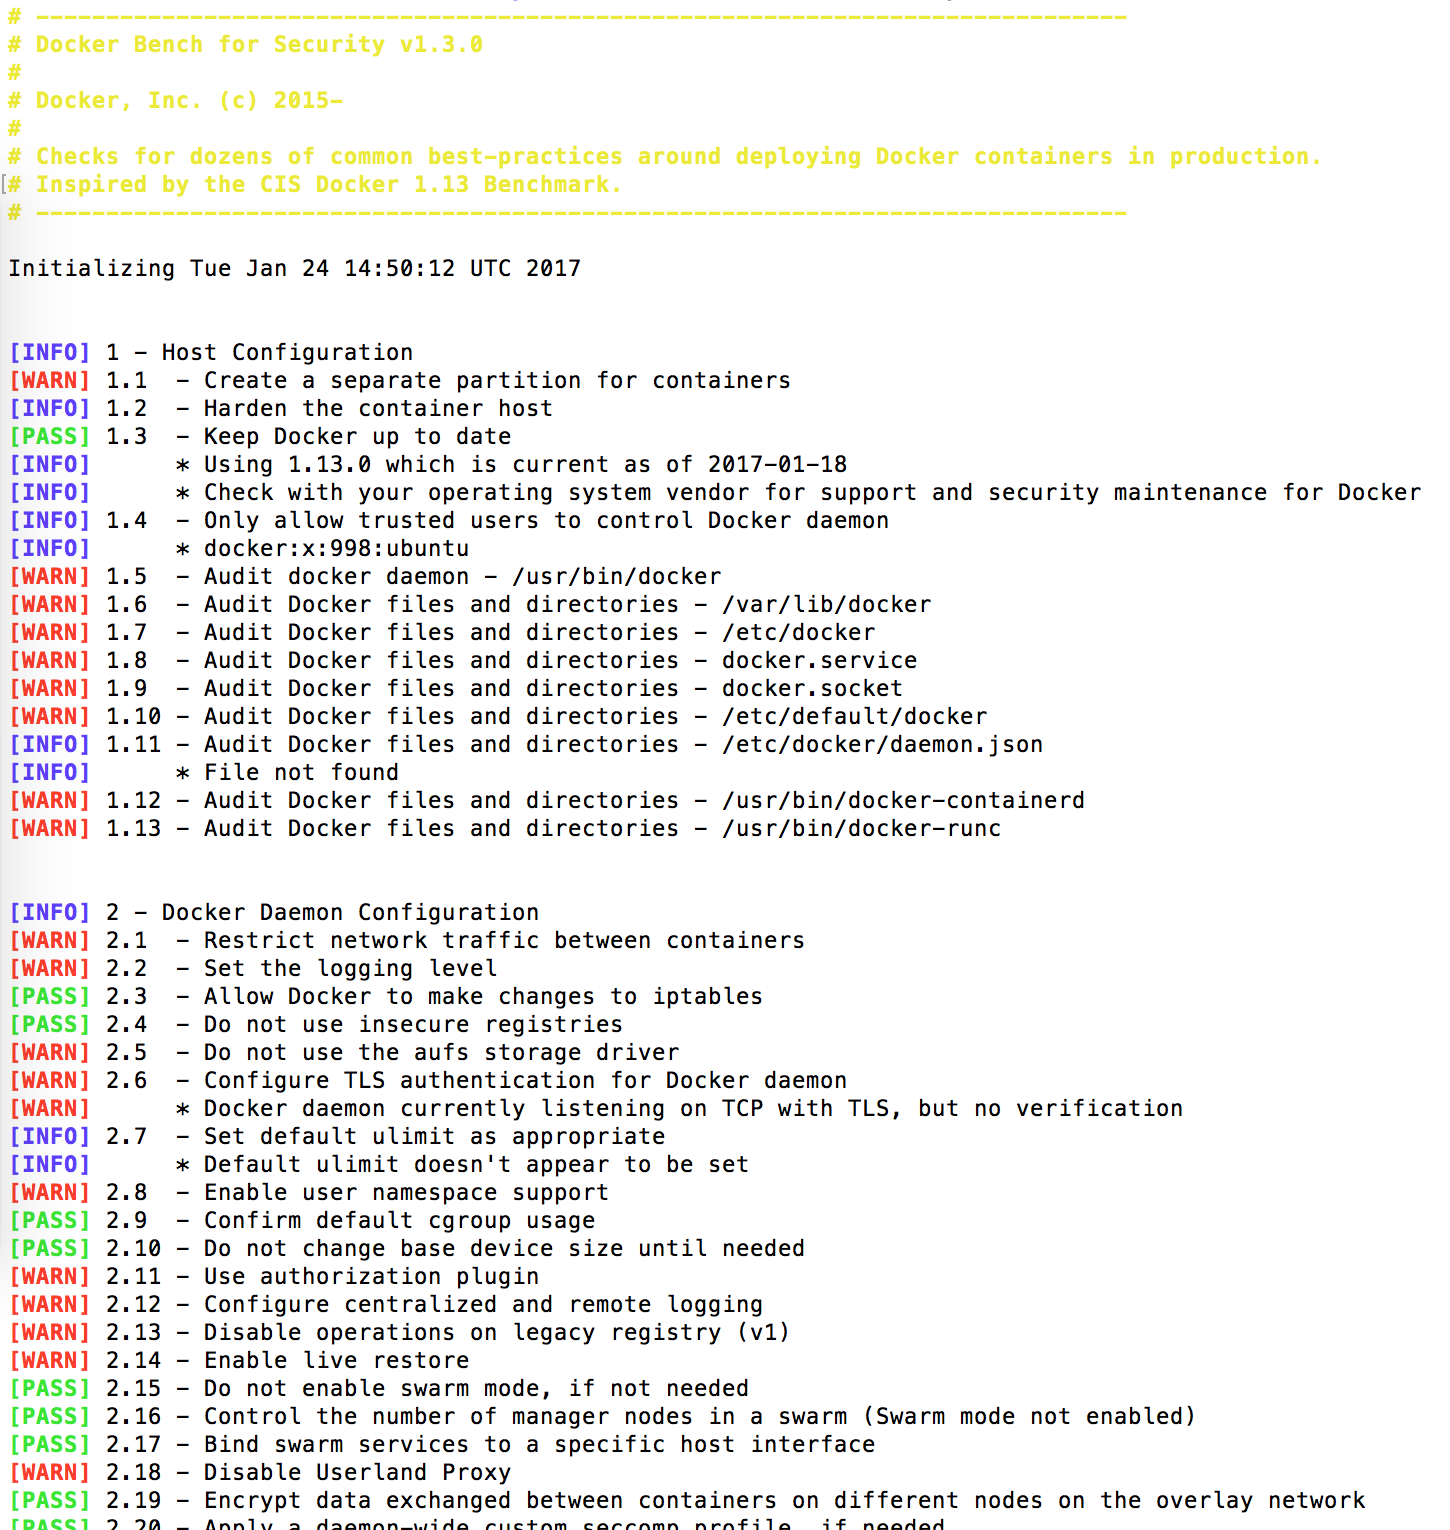 # ------------------------------------------------------------------------------
# Docker Bench for Security v1.3.0
#
# Docker, Inc. (c) 2015-
#
# Checks for dozens of common best-practices around deploying Docker containers in production.
[# Inspired by the CIS Docker 1.13 Benchmark.
# ------------------------------------------------------------------------------
Initializing Tue Jan 24 14:50:12 UTC 2017
[INFO] 1 - Host Configuration
[WARN] 1.1  - Create a separate partition for containers
[INFO] 1.2  - Harden the container host
[PASS] 1.3  - Keep Docker up to date
[INFO]      * Using 1.13.0 which is current as of 2017-01-18
[INFO]      * Check with your operating system vendor for support and security maintenance for Docker
[INFO] 1.4  - Only allow trusted users to control Docker daemon
[INFO]      * docker:x:998:ubuntu
[WARN] 1.5  - Audit docker daemon - /usr/bin/docker
[WARN] 1.6  - Audit Docker files and directories - /var/lib/docker
[WARN] 1.7  - Audit Docker files and directories - /etc/docker
[WARN] 1.8  - Audit Docker files and directories - docker.service
[WARN] 1.9  - Audit Docker files and directories - docker.socket
[WARN] 1.10 - Audit Docker files and directories - /etc/default/docker
[INFO] 1.11 - Audit Docker files and directories - /etc/docker/daemon.json
[INFO]      * File not found
[WARN] 1.12 - Audit Docker files and directories - /usr/bin/docker-containerd
[WARN] 1.13 - Audit Docker files and directories - /usr/bin/docker-runc
[INFO] 2 - Docker Daemon Configuration
[WARN] 2.1  - Restrict network traffic between containers
[WARN] 2.2  - Set the logging level
[PASS] 2.3  - Allow Docker to make changes to iptables
[PASS] 2.4  - Do not use insecure registries
[WARN] 2.5  - Do not use the aufs storage driver
[WARN] 2.6  - Configure TLS authentication for Docker daemon
[WARN]      * Docker daemon currently listening on TCP with TLS, but no verification
[INFO] 2.7  - Set default ulimit as appropriate
[INFO]      * Default ulimit doesn't appear to be set
[WARN] 2.8  - Enable user namespace support
[PASS] 2.9  - Confirm default cgroup usage
[PASS] 2.10 - Do not change base device size until needed
[WARN] 2.11 - Use authorization plugin
[WARN] 2.12 - Configure centralized and remote logging
[WARN] 2.13 - Disable operations on legacy registry (v1)
[WARN] 2.14 - Enable live restore
[PASS] 2.15 - Do not enable swarm mode, if not needed
[PASS] 2.16 - Control the number of manager nodes in a swarm (Swarm mode not enabled)
[PASS] 2.17 - Bind swarm services to a specific host interface
[WARN] 2.18 - Disable Userland Proxy
[PASS] 2.19 - Encrypt data exchanged between containers on different nodes on the overlay network
[PASS] 2.20 - Apply a daemon-wide custom seccomp profile, if needed